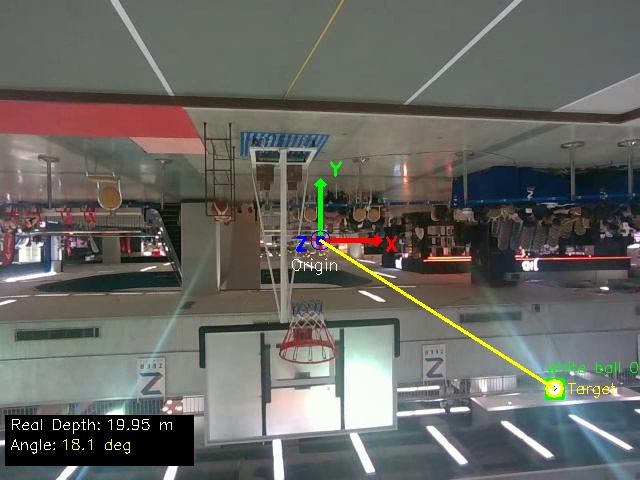 Y
Z
X
Origin
white ball 0
Target
Real Depth: 19.95 m
Angle: 18.1 deg